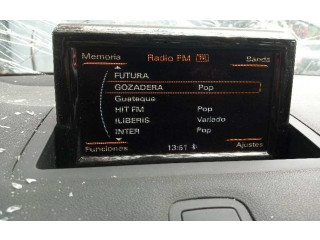 Memoria Radio FM TP Banda
FUTURA
GOZADERA Pop
Guateque
HIT FM Pop
ILIBERIS Variado
INTER Pop
Funciones 13:51 Ajustes